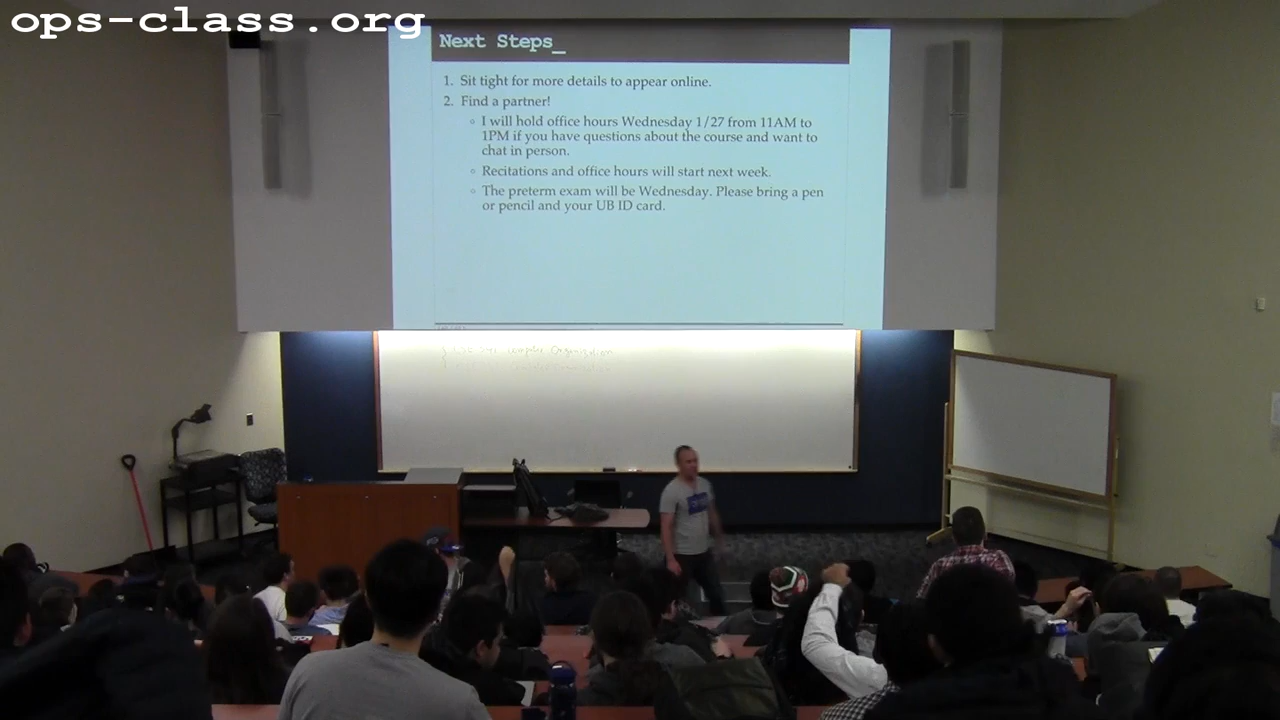 ops-class.org
Next Steps_
1. Sit tight for more details to appear online.
2. Find a partner!
◦ I will hold office hours Wednesday 1/27 from 11AM to
1PM if you have questions about the course and want to
chat in person.
◦ Recitations and office hours will start next week.
◦ The preterm exam will be Wednesday. Please bring a pen
or pencil and your UB ID card.
Organization